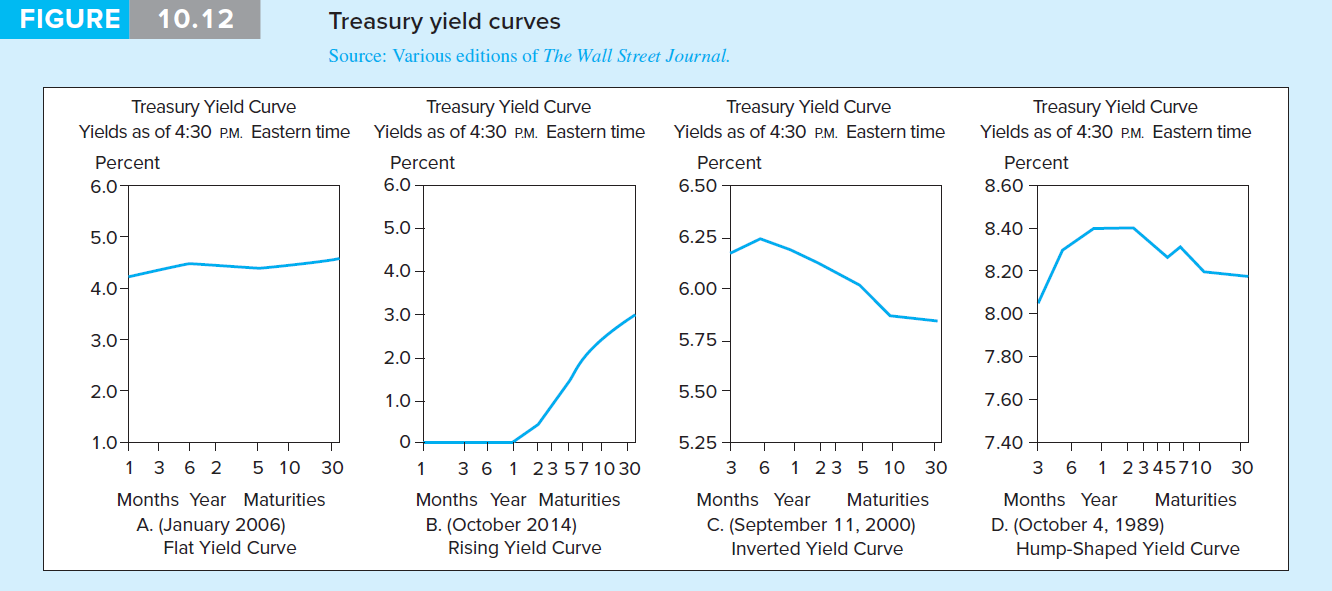 FIGURE 10.12
Treasury yield curves
Source: Various editions of The Wall Street Journal.
Treasury Yield Curve
Yields as of 4:30 P.M. Eastern time
Percent
6.0
5.0
4.0
3.0
2.0
1.0
1 3 6 2 5 10 30
Months Year Maturities
A. (January 2006)
Flat Yield Curve
Treasury Yield Curve
Yields as of 4:30 P.M. Eastern time
Percent
6.0
5.0
4.0
3.0
2.0
1.0
0
1 3 6 1 2 3 5 7 10 30
Months Year Maturities
B. (October 2014)
Rising Yield Curve
Treasury Yield Curve
Yields as of 4:30 P.M. Eastern time
Percent
6.50
6.25
6.00
5.75
5.50
5.25
3 6 1 2 3 5 10 30
Months Year Maturities
C. (September 11, 2000)
Inverted Yield Curve
Treasury Yield Curve
Yields as of 4:30 P.M. Eastern time
Percent
8.60
8.40
8.20
8.00
7.80
7.60
7.40
3 6 1 2 3 4 5 7 10 30
Months Year Maturities
D. (October 4, 1989)
Hump-Shaped Yield Curve